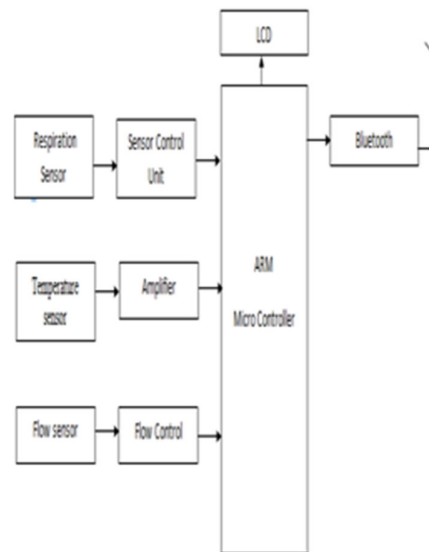 LCD
Respiration
Sensor
Sensor Control
Unit
Bluetooth
Temperature
sensor
Amplifier
ARM
Micro Controller
Flow sensor
Flow Control